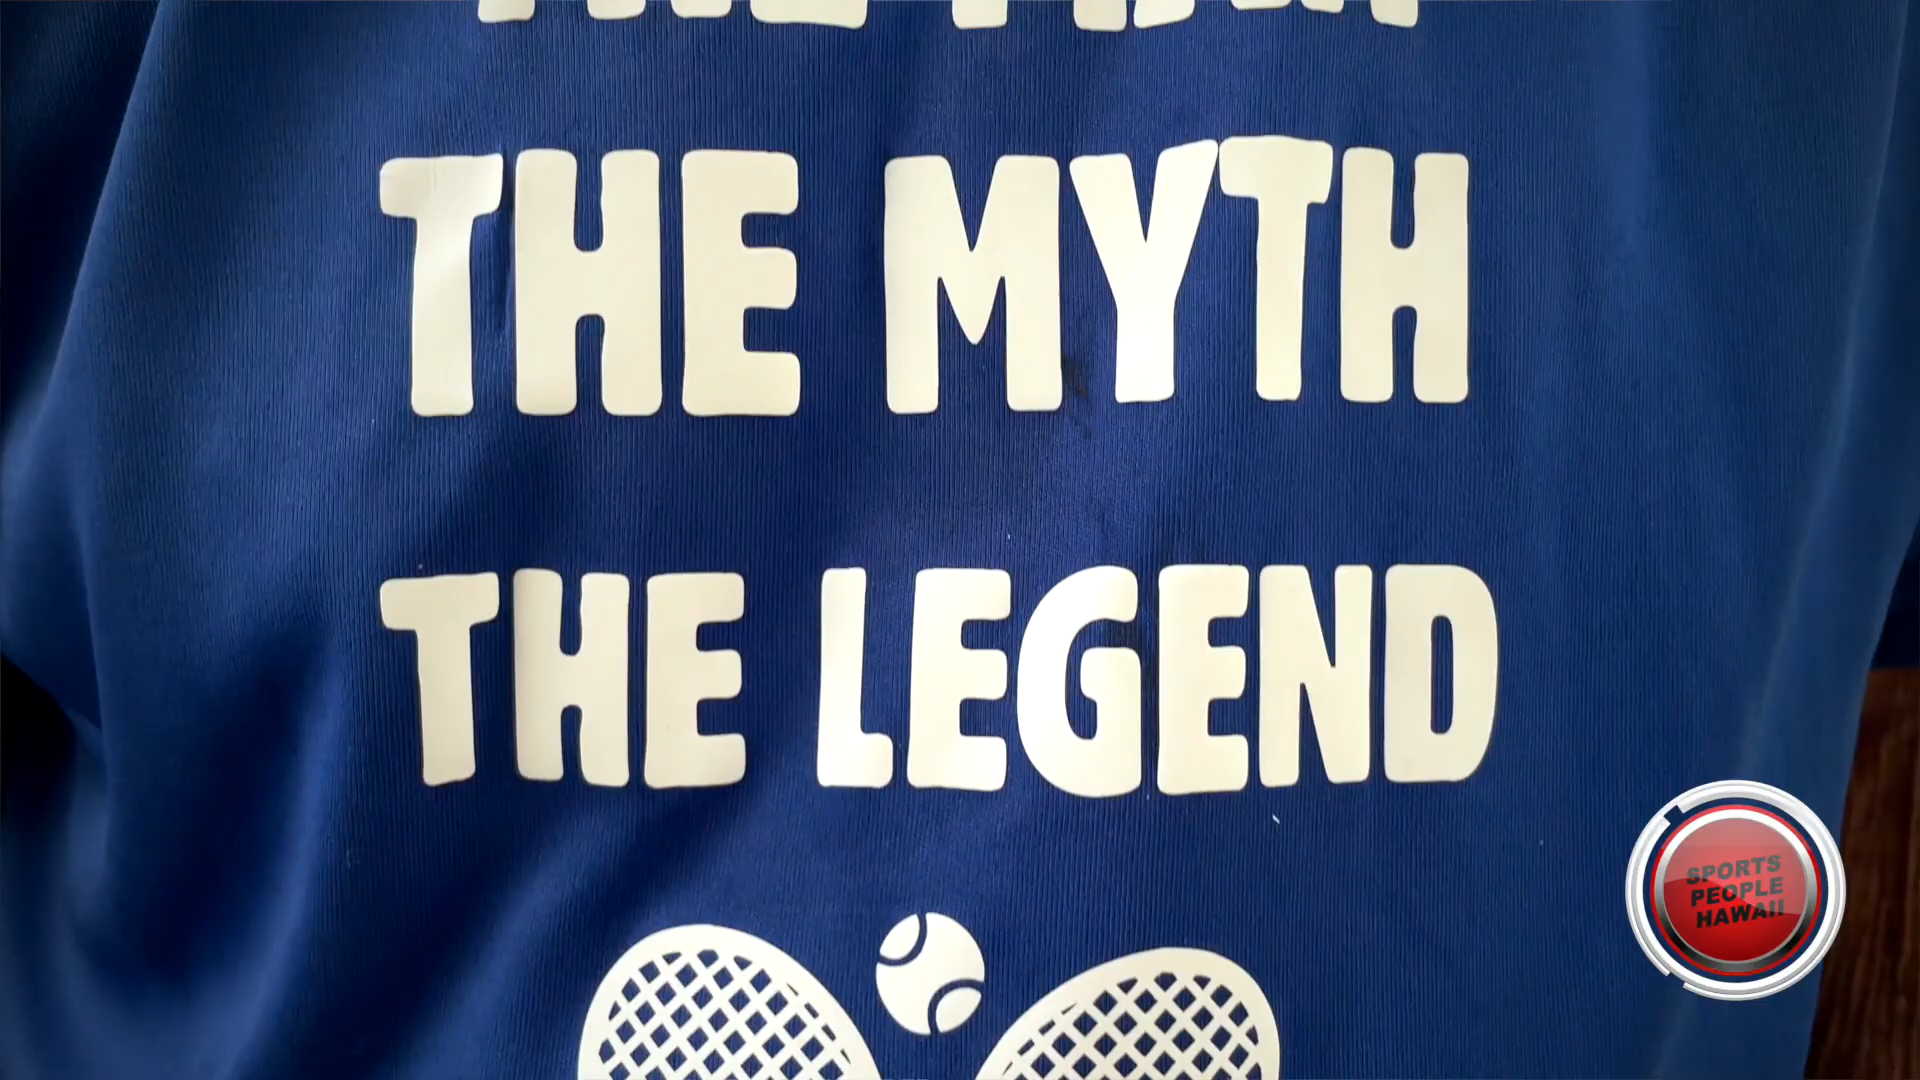 THE MYTH
THE LEGEND
SPORTS
PEOPLE
HAWAII